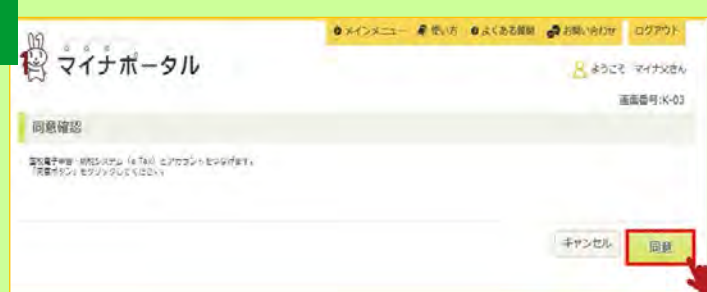 メインメニュー 使い方 よくある質問 お問い合わせ ログアウト
マイナポータル
ようこそ マイナ父さん
画面番号:K-03
同意確認
国税電子申告・納税システム（e-Tax）とアカウントをつなげます。
「同意ボタン」をクリックしてください。
キャンセル 同意